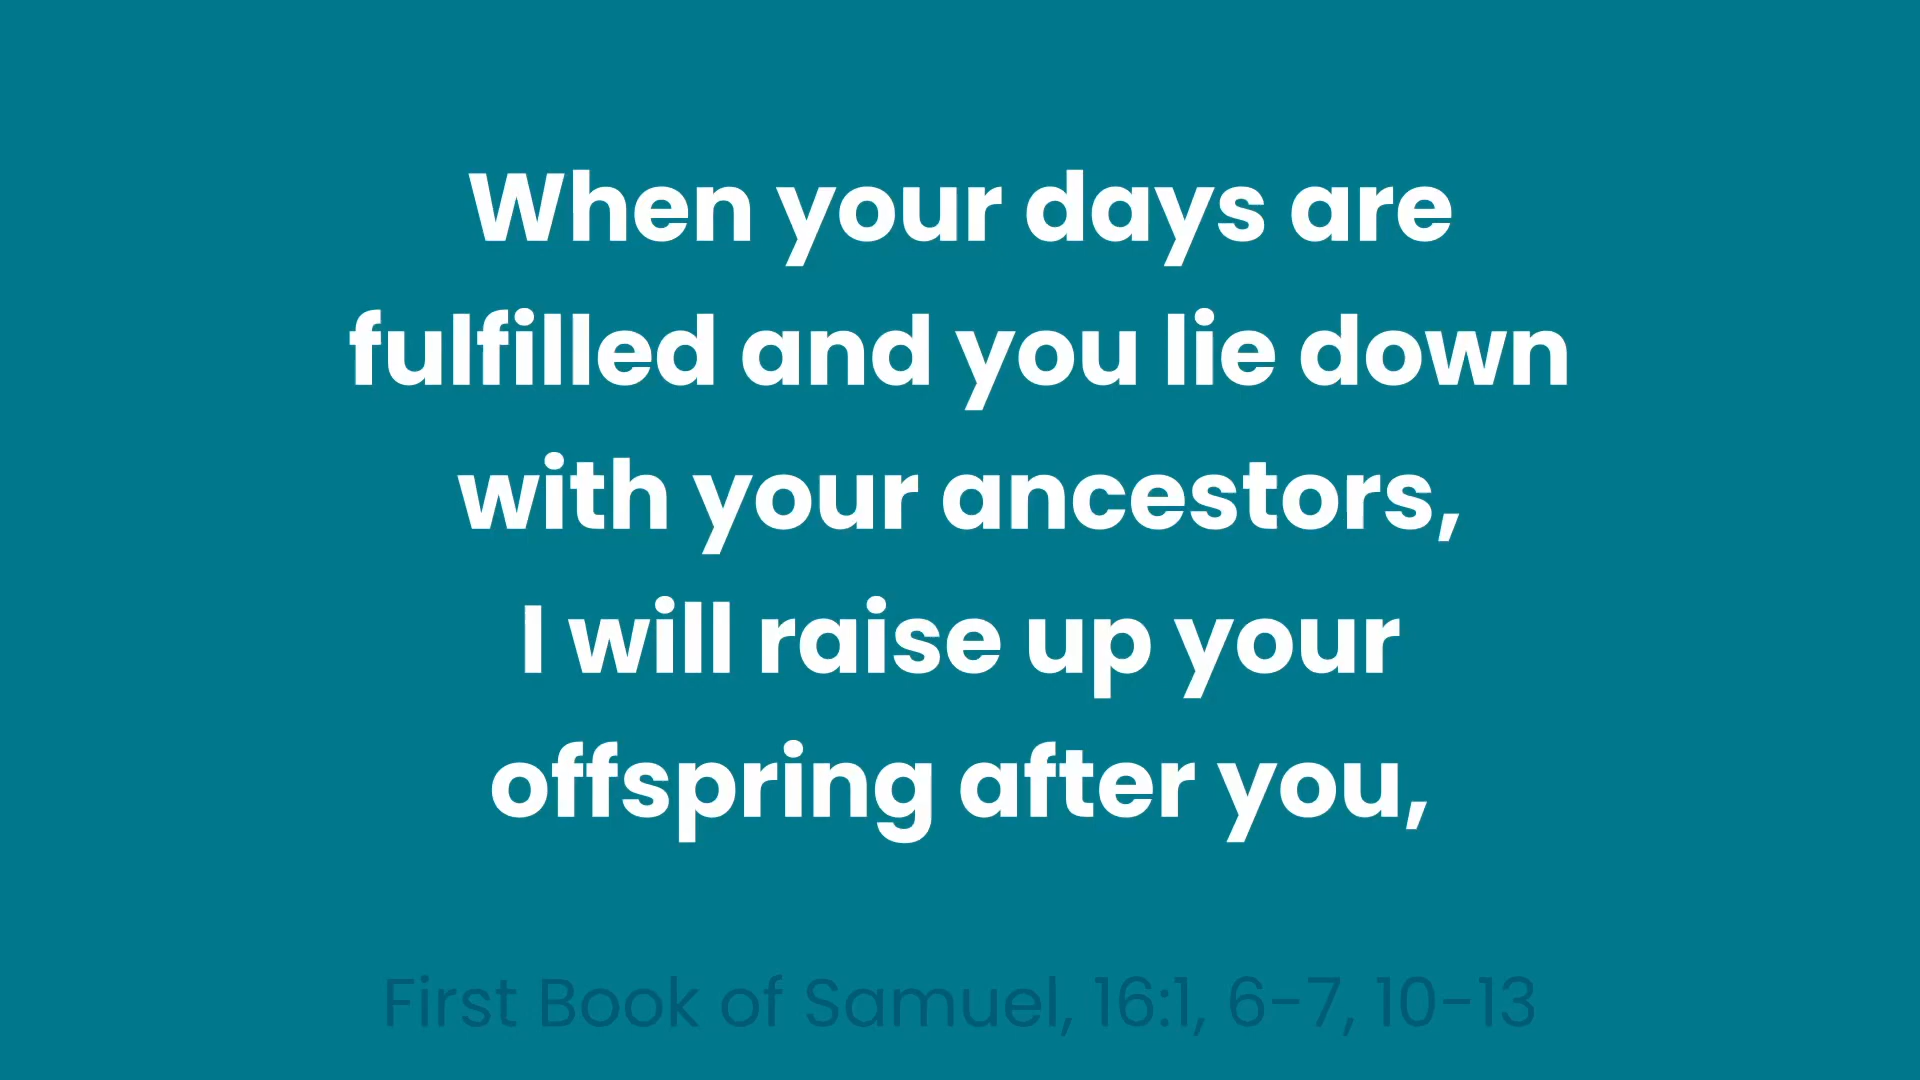 When your days are
fulfilled and you lie down
with your ancestors,
I will raise up your
offspring after you,
First Book of Samuel, 16:1, 6-7, 10-13